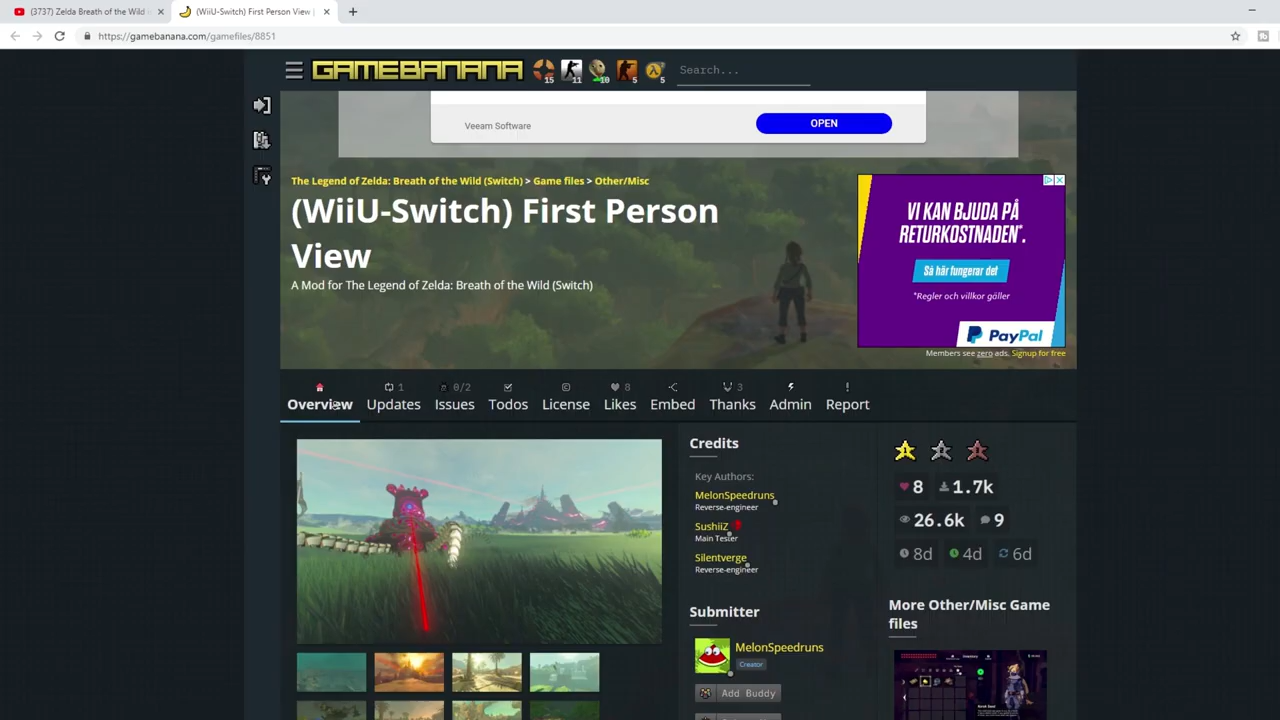 (3737) Zelda Breath of the Wild in
(WiiU-Switch) First Person View |
https://gamebanana.com/gamefiles/8851
GAMEBANANA
15
11
10
5
5
Search...
Veeam Software
OPEN
The Legend of Zelda: Breath of the Wild (Switch) > Game files > Other/Misc
(WiiU-Switch) First Person
View
A Mod for The Legend of Zelda: Breath of the Wild (Switch)
VI KAN BJUDA PÅ
RETURKOSTNADEN*.
Så här fungerar det
*Regler och villkor gäller
PayPal
Members see zero ads. Signup for free
1
0/2
8
3
Overview
Updates
Issues
Todos
License
Likes
Embed
Thanks
Admin
Report
Credits
Key Authors:
MelonSpeedruns
Reverse-engineer
SushiiZ
Main Tester
Silentverge
Reverse-engineer
Submitter
MelonSpeedruns
Creator
Add Buddy
8
1.7k
26.6k
9
8d
4d
6d
More Other/Misc Game
files